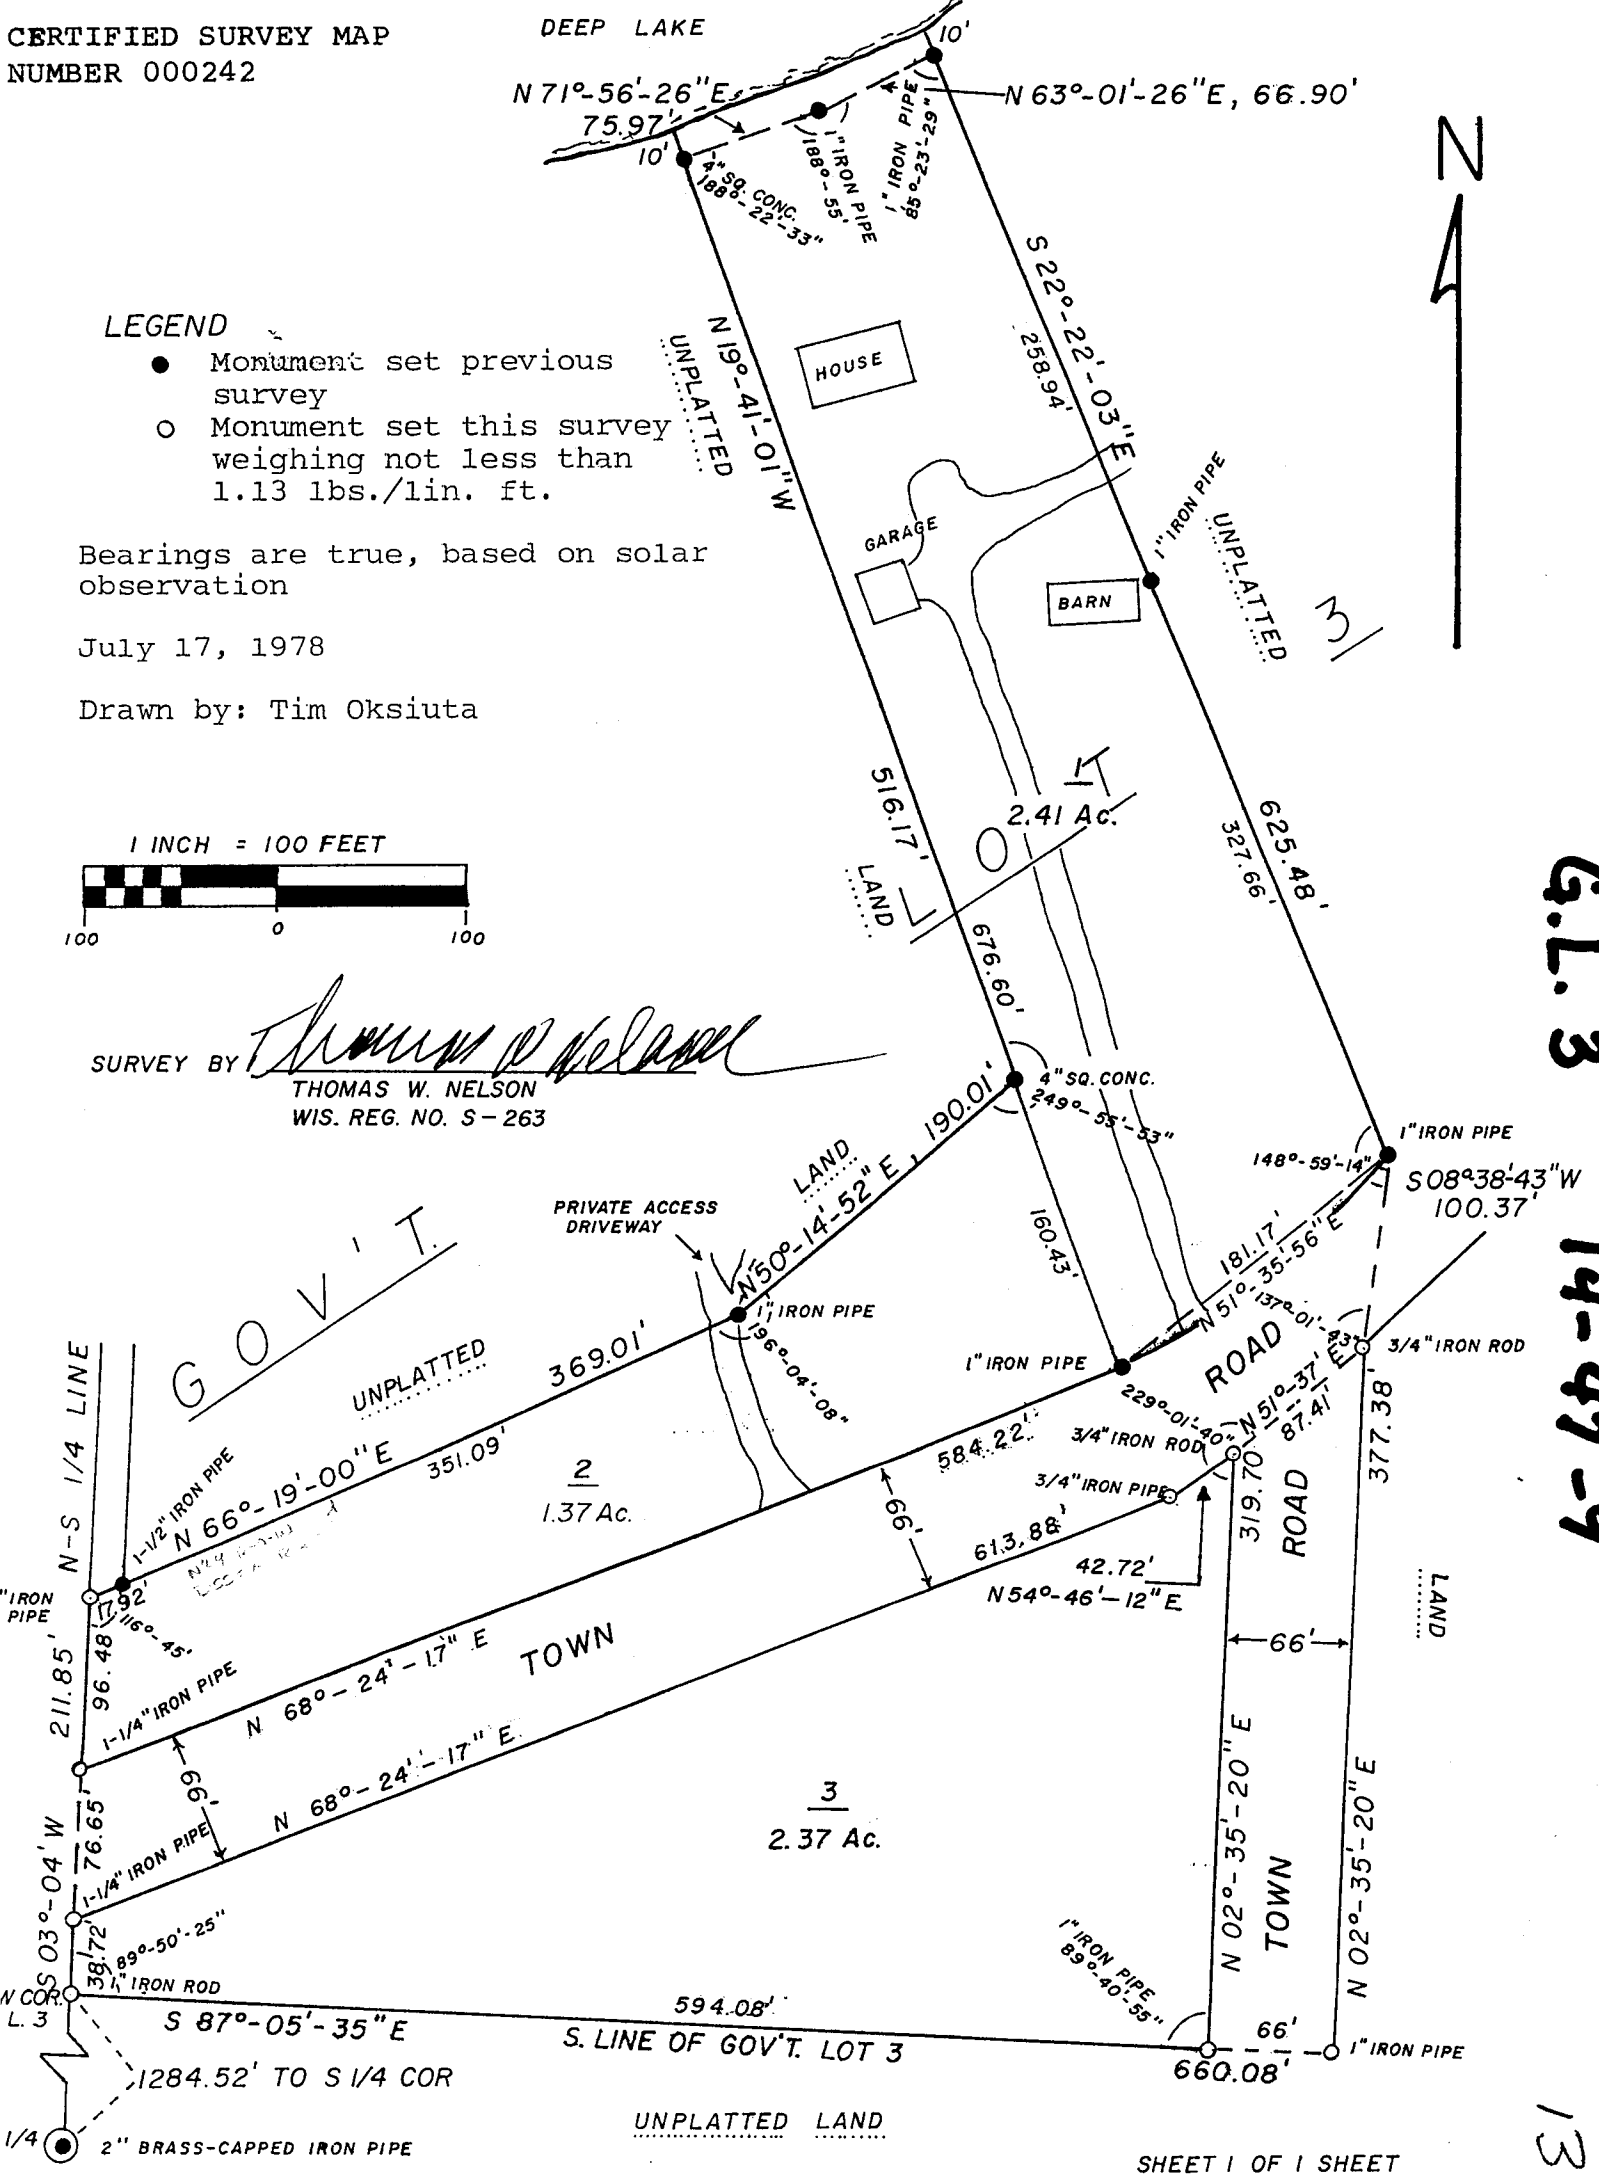 CERTIFIED SURVEY MAP
NUMBER 000242
DEEP LAKE
10'
N 71°-56'-26"E
75.97'
10'
N 63°-01'-26"E, 66.90'
4" SQ. CONC.
188°-22'-33"
1" IRON PIPE
188°-55'
1" IRON PIPE
85°-23'-29"
N
LEGEND
Monument set previous
survey
Monument set this survey
weighing not less than
1.13 lbs./lin. ft.
Bearings are true, based on solar
observation
July 17, 1978
Drawn by: Tim Oksiuta
UNPLATTED
N 19°-41'-01" W
HOUSE
S 22°-22'-03" E
258.94'
GARAGE
BARN
1" IRON PIPE
UNPLATTED
3
516.17'
1
2.41 Ac.
LOT
LAND
625.48'
327.66'
676.60'
1 INCH = 100 FEET
100
0
100
SURVEY BY Thomas W Nelson
THOMAS W. NELSON
WIS. REG. NO. S-263
G.L. 3 14-47-9
4" SQ. CONC.
249°-55'-53"
N 50°-14'-52" E, 190.01'
LAND
PRIVATE ACCESS
DRIVEWAY
1" IRON PIPE
148°-59'-14"
S 08°-38'-43" W
100.37'
160.43'
181.17'
N 51° 35'-56" E
137°-01'-43"
1" IRON PIPE
196°-04'-08"
GOV'T.
UNPLATTED
369.01'
1" IRON PIPE
ROAD
3/4" IRON ROD
229°-01'-40"
N 51°-37' E
87.41'
N-S 1/4 LINE
1-1/2" IRON PIPE
N 66°-19'-00" E
351.09'
2
1.37 Ac.
584.22'
3/4" IRON ROD
3/4" IRON PIPE
66'
613.88'
42.72'
N 54°-46'-12" E
319.70
ROAD
377.38'
LAND
"IRON
PIPE
17.92'
116°-45'
211.85'
96.48'
1-1/4" IRON PIPE
N 68°-24'-17" E
TOWN
66'
66'
N 68°-24'-17" E
3
2.37 Ac.
S 03°-04' W
76.65'
1-1/4" IRON PIPE
38.72'
89°-50'-25"
1" IRON ROD
N 02°-35'-20" E
TOWN
N 02°-35'-20" E
1" IRON PIPE
89°-40'-55"
W COR.
L. 3
S 87°-05'-35" E
594.08'
S. LINE OF GOV'T. LOT 3
66'
660.08'
1" IRON PIPE
1284.52' TO S 1/4 COR
1/4
2" BRASS-CAPPED IRON PIPE
UNPLATTED LAND
SHEET 1 OF 1 SHEET
13